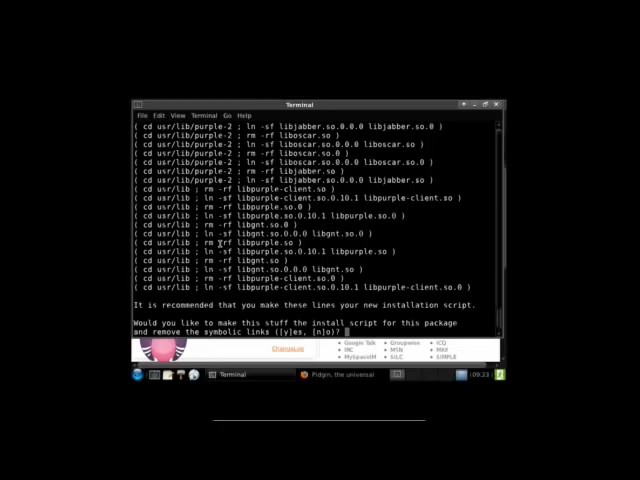 Terminal
File Edit View Terminal Go Help
( cd usr/lib/purple-2 ; ln -sf libjabber.so.0.0.0 libjabber.so.0 )
( cd usr/lib/purple-2 ; rm -rf liboscar.so )
( cd usr/lib/purple-2 ; ln -sf liboscar.so.0.0.0 liboscar.so )
( cd usr/lib/purple-2 ; rm -rf liboscar.so.0 )
( cd usr/lib/purple-2 ; ln -sf liboscar.so.0.0.0 liboscar.so.0 )
( cd usr/lib/purple-2 ; rm -rf libjabber.so )
( cd usr/lib/purple-2 ; ln -sf libjabber.so.0.0.0 libjabber.so )
( cd usr/lib ; rm -rf libpurple-client.so )
( cd usr/lib ; ln -sf libpurple-client.so.0.10.1 libpurple-client.so )
( cd usr/lib ; rm -rf libpurple.so.0 )
( cd usr/lib ; ln -sf libpurple.so.0.10.1 libpurple.so.0 )
( cd usr/lib ; rm -rf libgnt.so.0 )
( cd usr/lib ; ln -sf libgnt.so.0.0.0 libgnt.so.0 )
( cd usr/lib ; rm -rf libpurple.so )
( cd usr/lib ; ln -sf libpurple.so.0.10.1 libpurple.so )
( cd usr/lib ; rm -rf libgnt.so )
( cd usr/lib ; ln -sf libgnt.so.0.0.0 libgnt.so )
( cd usr/lib ; rm -rf libpurple-client.so.0 )
( cd usr/lib ; ln -sf libpurple-client.so.0.10.1 libpurple-client.so.0 )
It is recommended that you make these lines your new installation script.
Would you like to make this stuff the install script for this package
and remove the symbolic links ([y]es, [n]o)?
ChangeLog
Google Talk Groupwise ICQ
IRC MSN MXit
MySpaceIM SILC SIMPLE
Terminal Pidgin, the universal 09:23